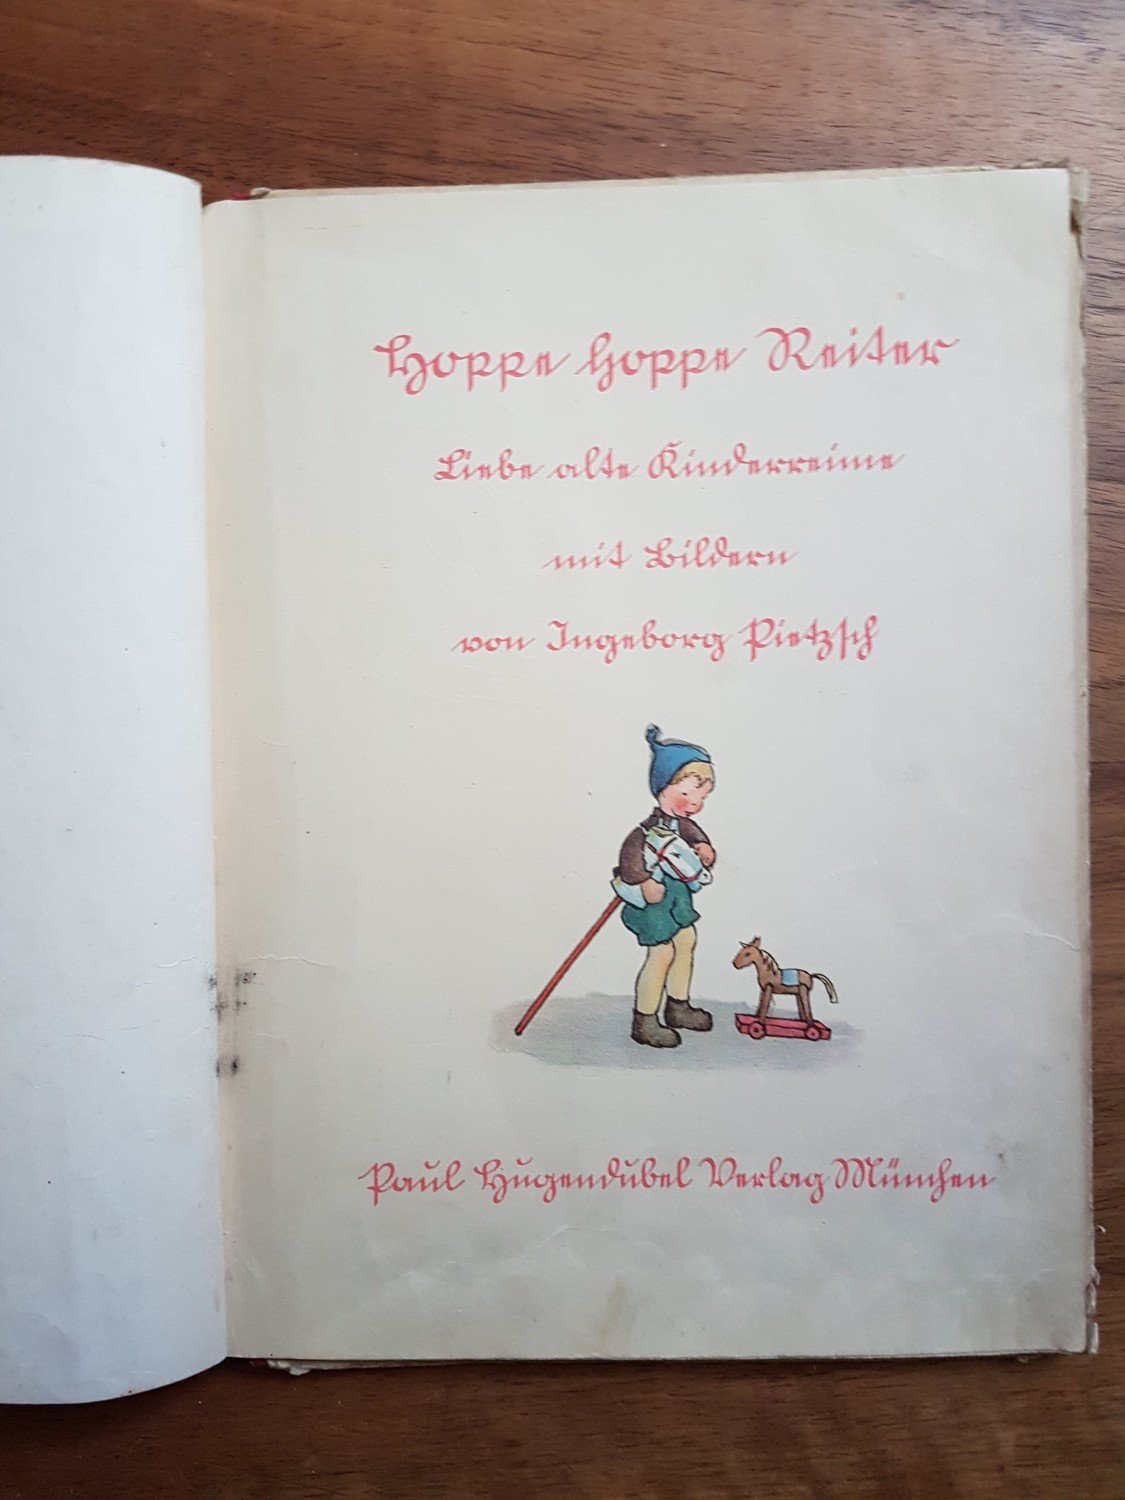 Hoppe hoppe Reiter
Liebe alte Kinderreime
mit Bildern
von Ingeborg Pietzsch
Paul Hugendubel Verlag München